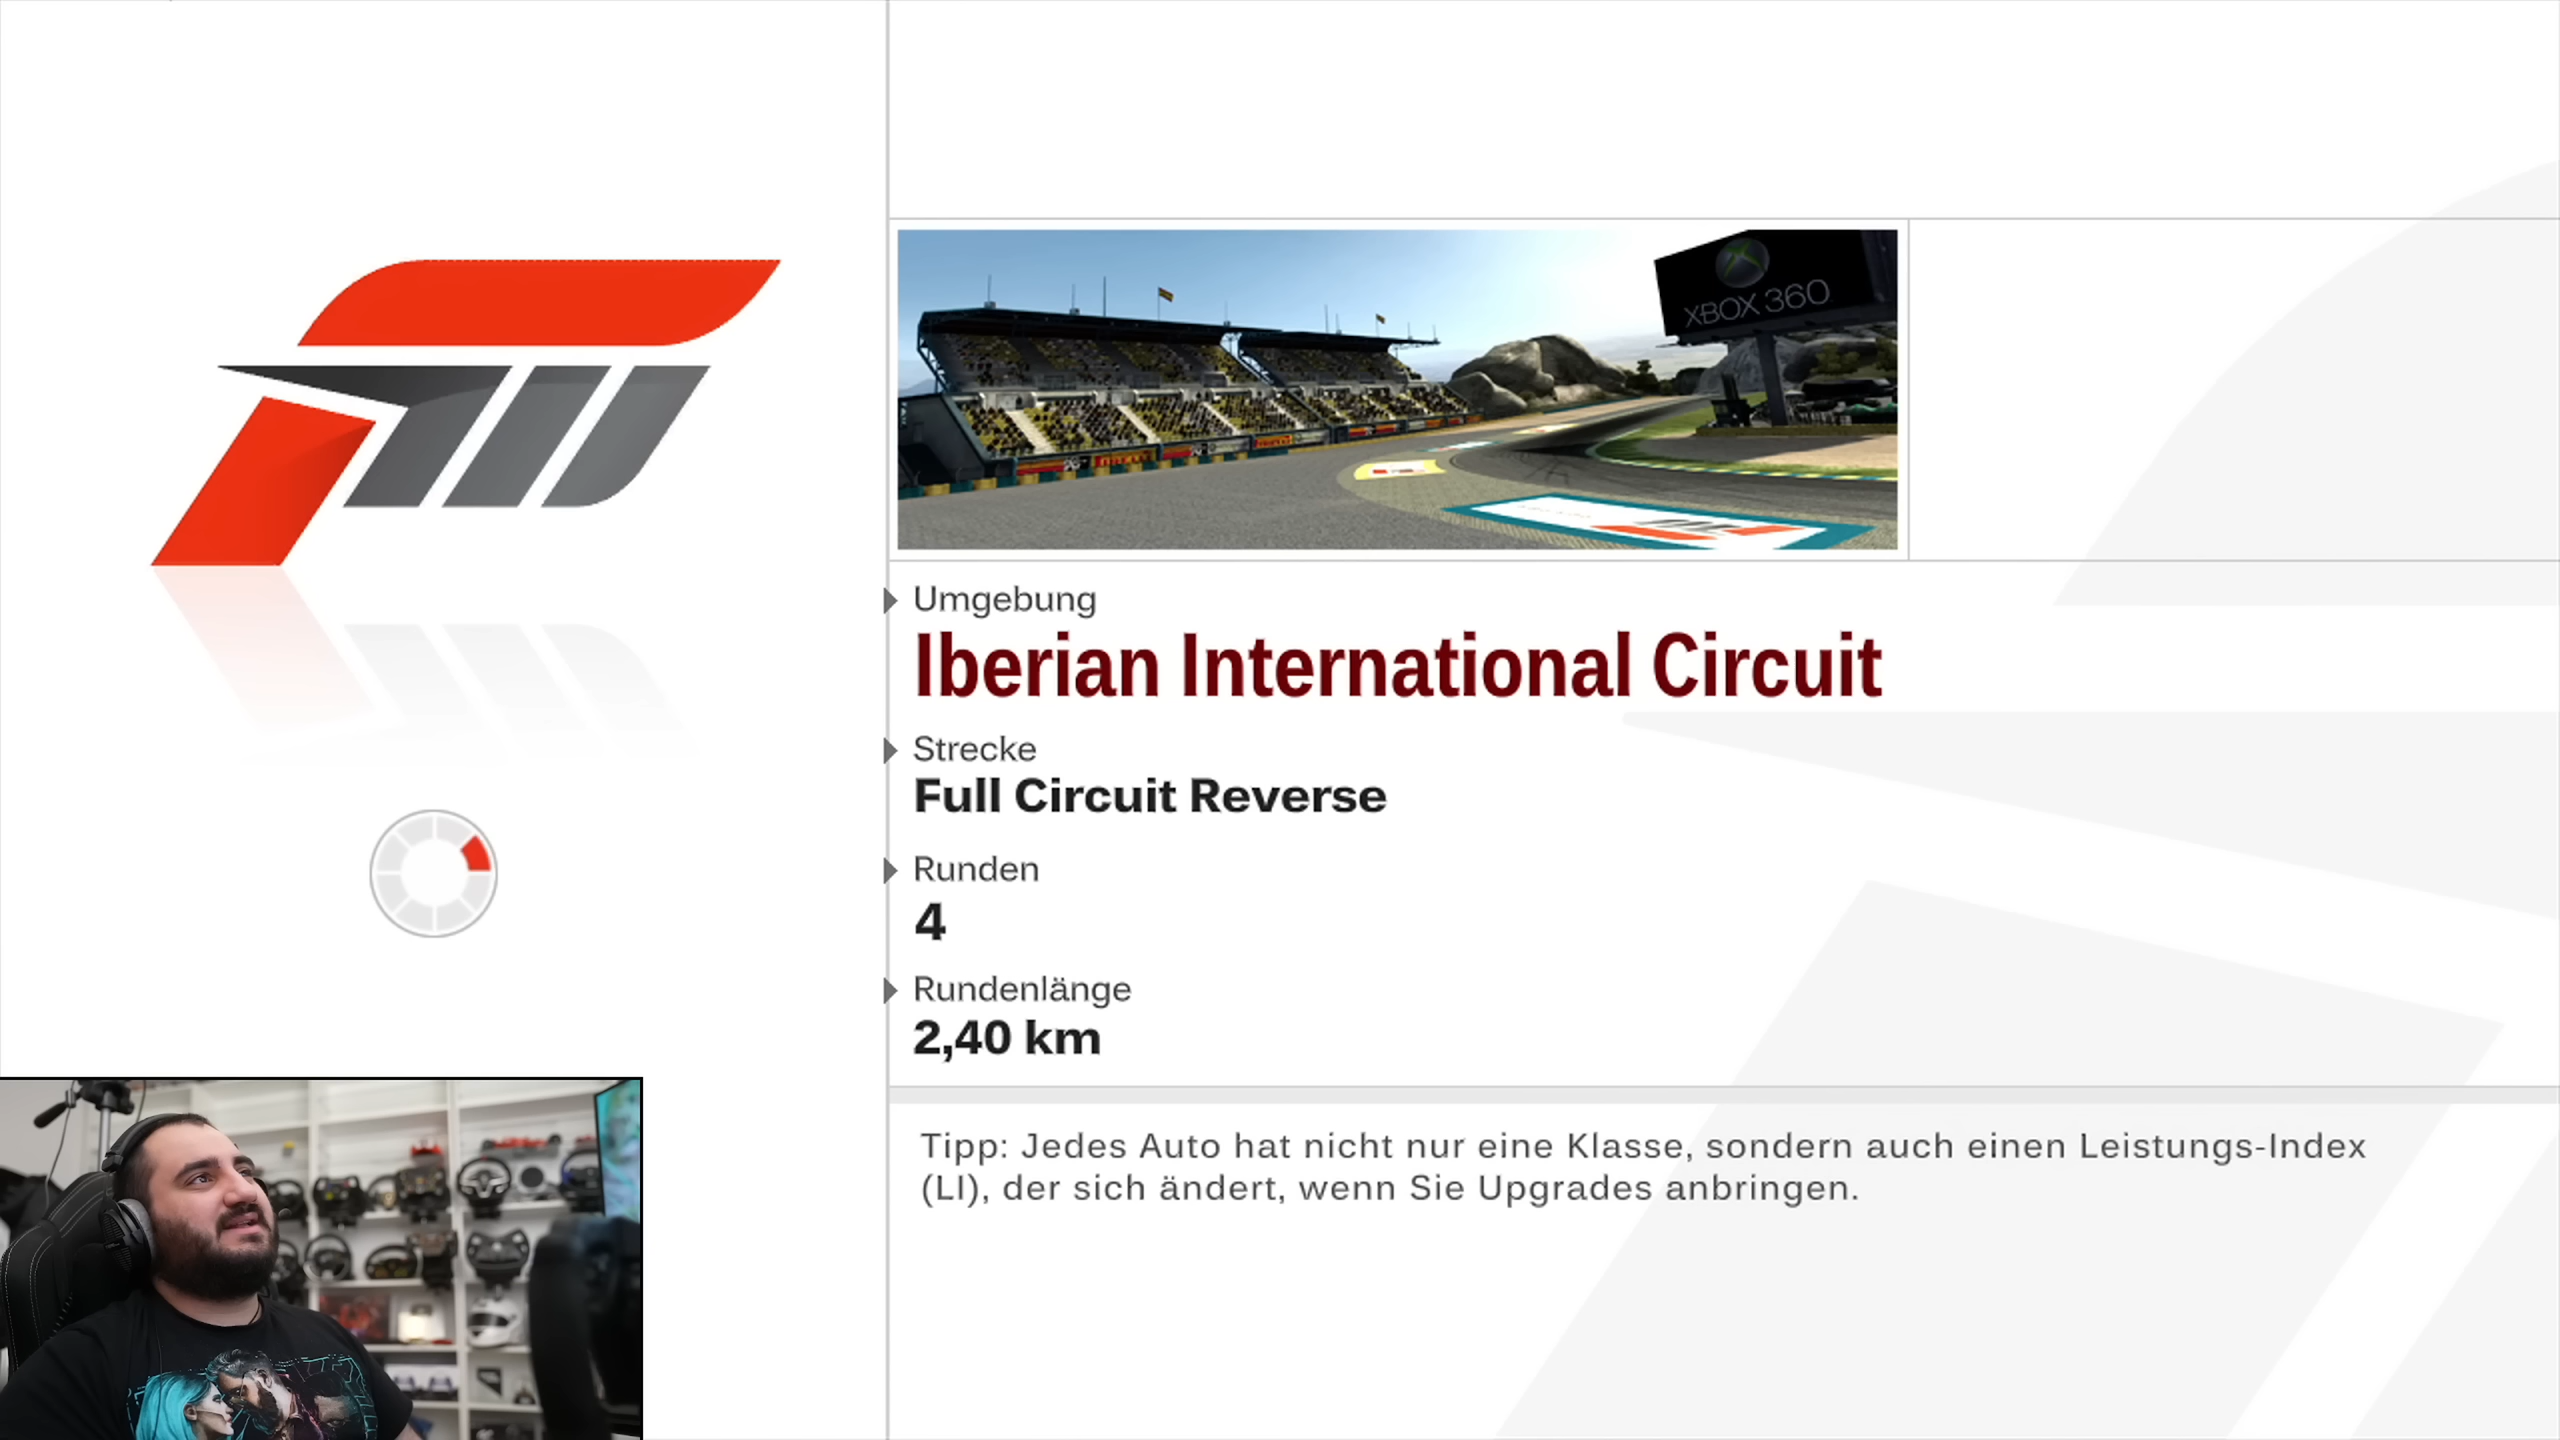 XBOX 360
Umgebung
Iberian International Circuit
Strecke
Full Circuit Reverse
Runden
4
Rundenlänge
2,40 km
Tipp: Jedes Auto hat nicht nur eine Klasse, sondern auch einen Leistungs-Index
(LI), der sich ändert, wenn Sie Upgrades anbringen.